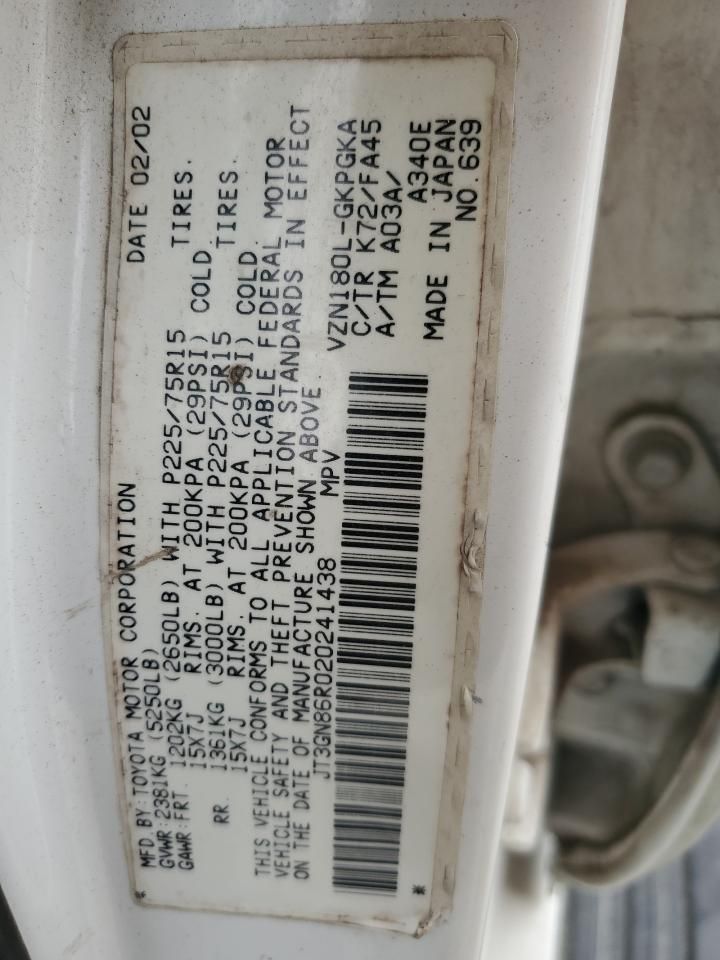 MFD. BY: TOYOTA MOTOR CORPORATION DATE 02/02
GVWR: 2381KG (5250LB)
GAWR: FRT. 1202KG (2650LB) WITH P225/75R15 TIRES.
15X7J RIMS. AT 200KPA (29PSI) COLD
RR. 1361KG (3000LB) WITH P225/75R15 TIRES.
15X7J RIMS. AT 200KPA (29PSI) COLD.
THIS VEHICLE CONFORMS TO ALL APPLICABLE FEDERAL MOTOR
VEHICLE SAFETY AND THEFT PREVENTION STANDARDS IN EFFECT
ON THE DATE OF MANUFACTURE SHOWN ABOVE.
JT3GN86R020241438 MPV VZN180L-GKPGKA
C/TR K72/FA45
A/TM A03A/A340E
MADE IN JAPAN
NO. 639